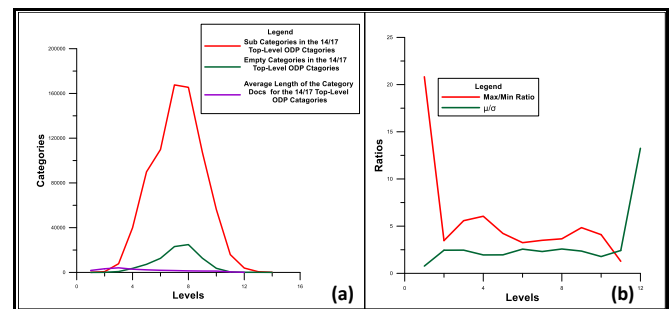 Legend
Sub Categories in the 14/17
Top-Level ODP Ctagories
Empty Categories in the 14/17
Top-Level ODP Ctagories
Average Length of the Category
Docs for the 14/17 Top-Level
ODP Catagories
200000
160000
120000
80000
40000
0
Categories
0
4
8
12
16
Levels
(a)
25
20
15
10
5
0
Ratios
Legend
Max/Min Ratio
μ/σ
0
4
8
12
Levels
(b)